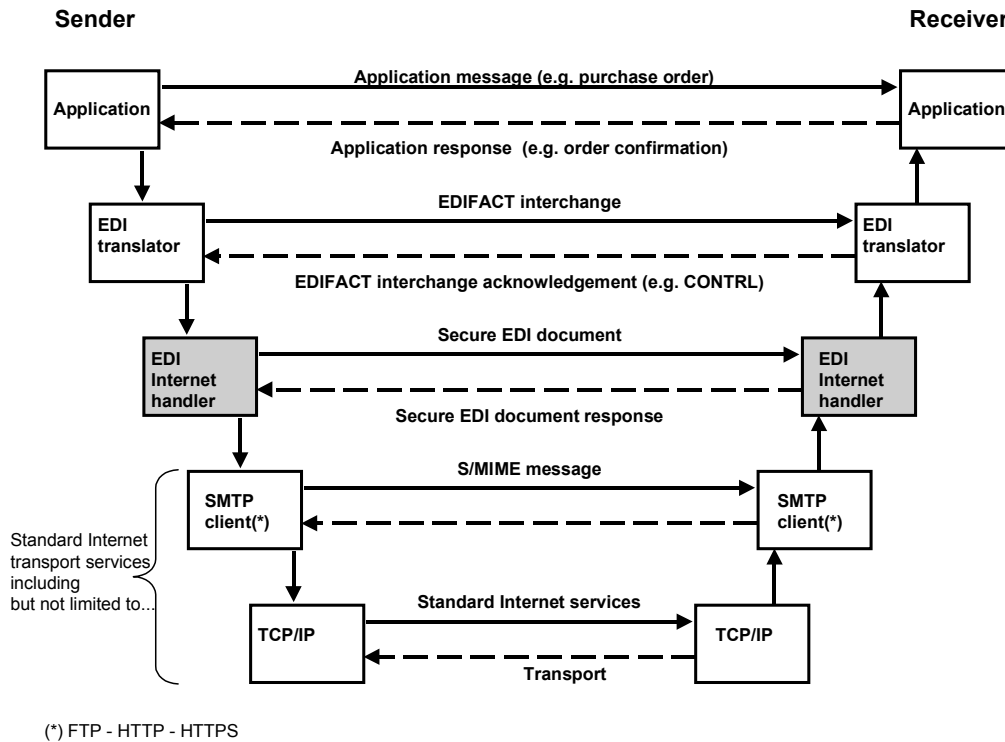 Sender
Receiver
Application message (e.g. purchase order)
Application
Application
Application response (e.g. order confirmation)
EDIFACT interchange
EDI
translator
EDI
translator
EDIFACT interchange acknowledgement (e.g. CONTRL)
Secure EDI document
EDI
Internet
handler
EDI
Internet
handler
Secure EDI document response
S/MIME message
SMTP
client(*)
SMTP
client(*)
Standard Internet
transport services
including
but not limited to...
Standard Internet services
TCP/IP
TCP/IP
Transport
(*) FTP - HTTP - HTTPS